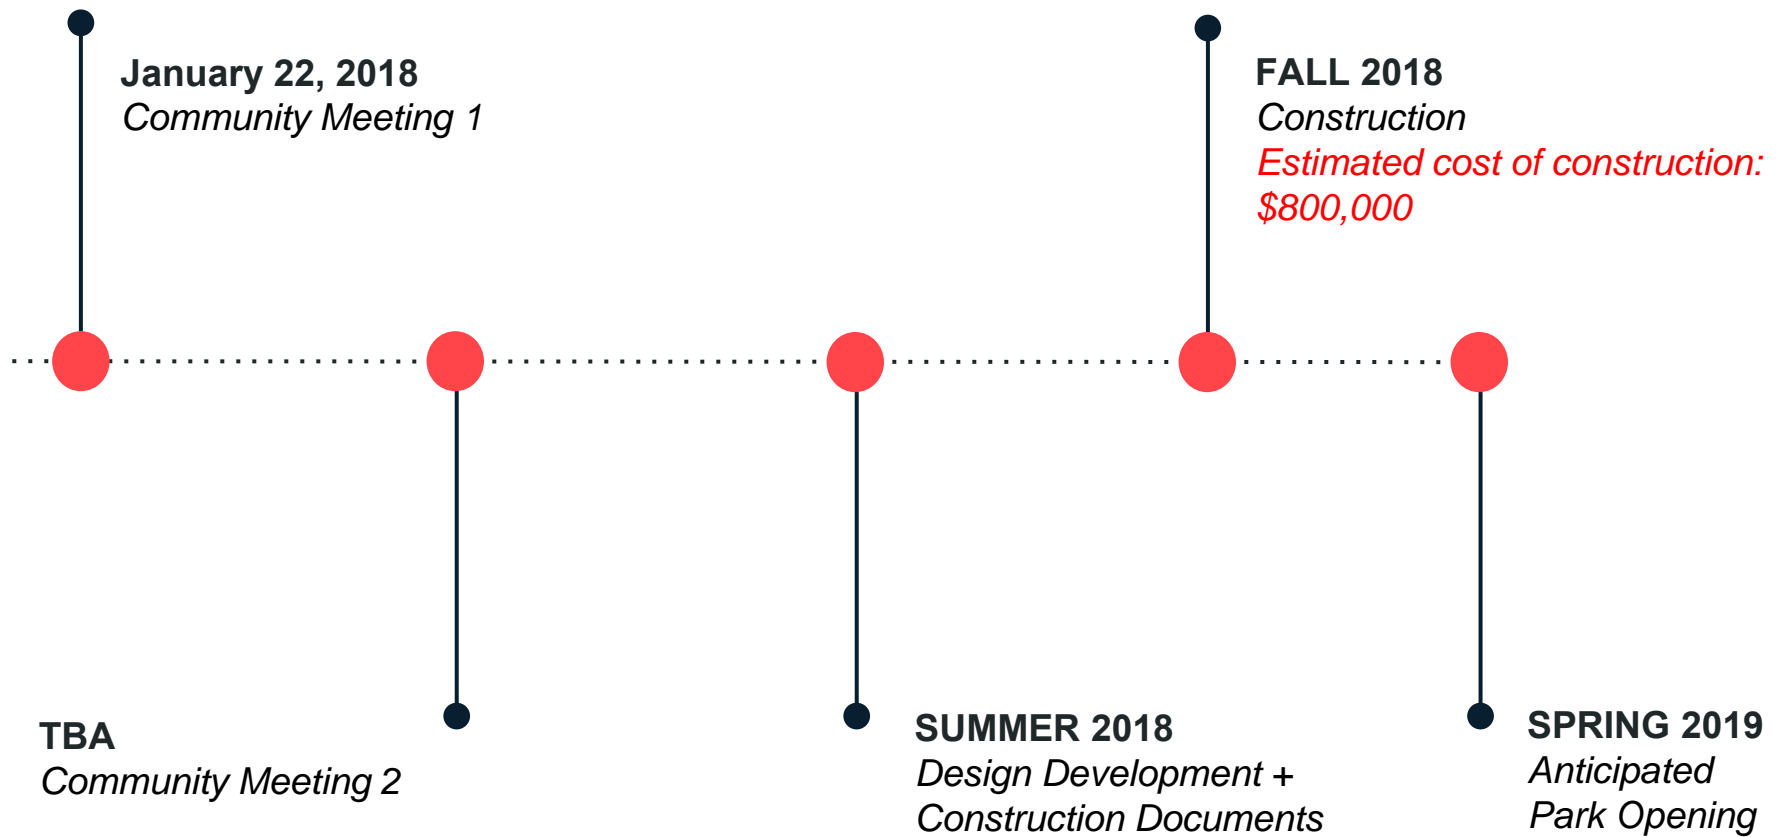 January 22, 2018
Community Meeting 1
TBA
Community Meeting 2
SUMMER 2018
Design Development +
Construction Documents
FALL 2018
Construction
Estimated cost of construction:
$800,000
SPRING 2019
Anticipated
Park Opening